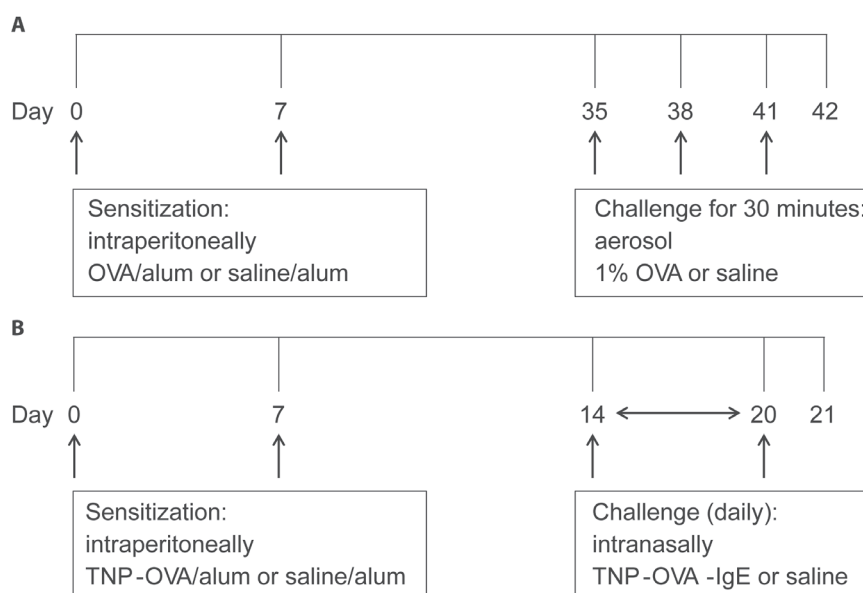 A
Day 0 7 35 38 41 42
Sensitization:
intraperitoneally
OVA/alum or saline/alum
Challenge for 30 minutes:
aerosol
1% OVA or saline
B
Day 0 7 14 20 21
Sensitization:
intraperitoneally
TNP-OVA/alum or saline/alum
Challenge (daily):
intranasally
TNP-OVA -IgE or saline